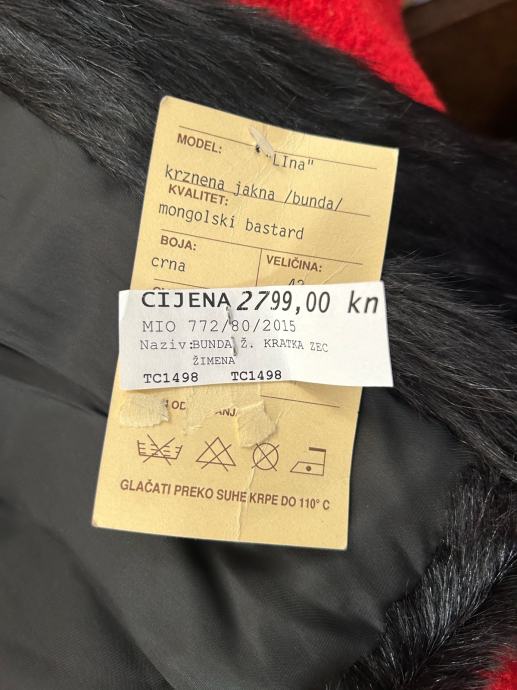 MODEL: "LIna"
krznena jakna /bunda/
KVALITET:
mongolski bastard
BOJA:
VELIČINA:
crna
CIJENA 2799,00 kn
MIO 772/80/2015
Naziv:BUNDA Ž. KRATKA ZEC
ŽIMENA
TC1498 TC1498
GLAČATI PREKO SUHE KRPE DO 110° C